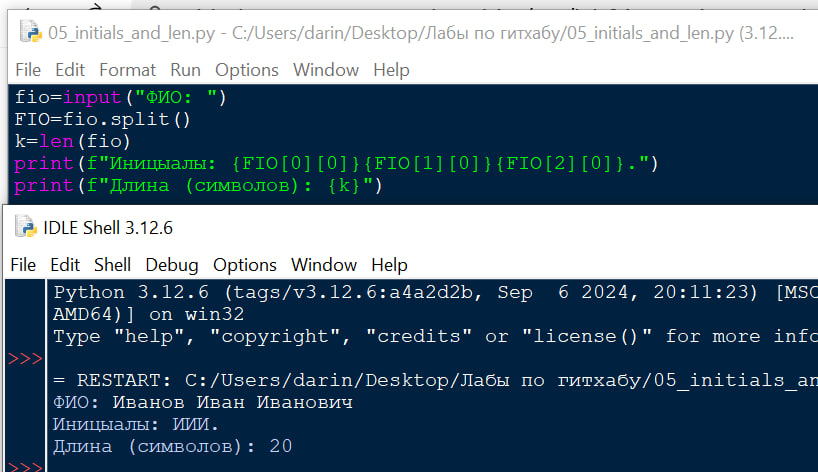 05_initials_and_len.py - C:/Users/darin/Desktop/Лабы по гитхабу/05_initials_and_len.py (3.12....
File Edit Format Run Options Window Help
fio=input("ФИО: ")
FIO=fio.split()
k=len(fio)
print(f"Иницыалы: {FIO[0][0]}{FIO[1][0]}{FIO[2][0]}.")
print(f"Длина (символов): {k}")
IDLE Shell 3.12.6
File Edit Shell Debug Options Window Help
Python 3.12.6 (tags/v3.12.6:a4a2d2b, Sep  6 2024, 20:11:23) [MSC
AMD64)] on win32
Type "help", "copyright", "credits" or "license()" for more info
>>>
= RESTART: C:/Users/darin/Desktop/Лабы по гитхабу/05_initials_an
ФИО: Иванов Иван Иванович
Иницыалы: ИИИ.
Длина (символов): 20
>>>